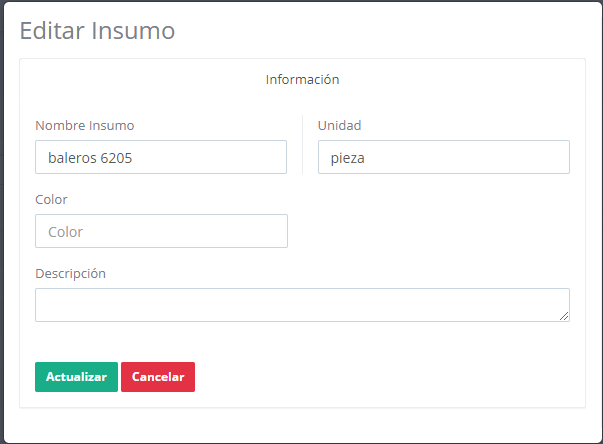 Editar Insumo
Información
Nombre Insumo
Unidad
baleros 6205
pieza
Color
Color
Descripción
Actualizar
Cancelar